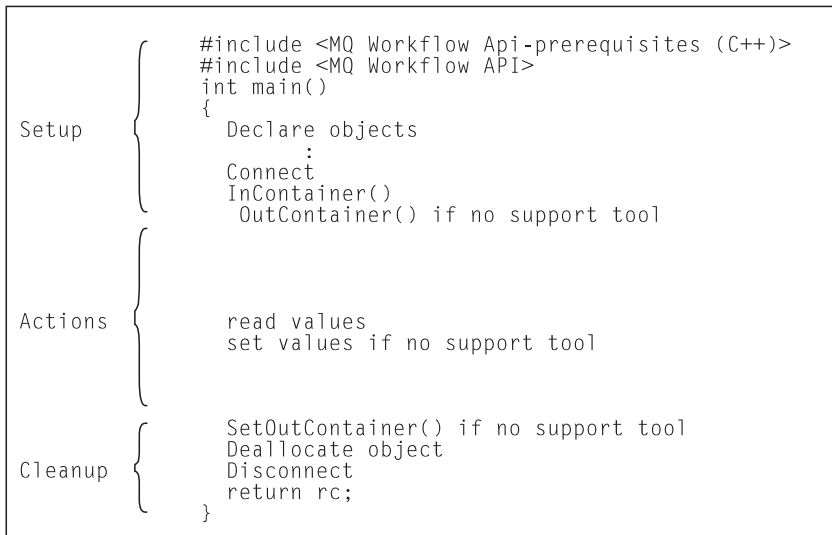 #include <MQ Workflow Api-prerequisites (C++)>
#include <MQ Workflow API>
int main()
{
Setup
Declare objects
:
Connect
InContainer()
OutContainer() if no support tool
Actions
read values
set values if no support tool
SetOutContainer() if no support tool
Deallocate object
Cleanup
Disconnect
return rc;
}